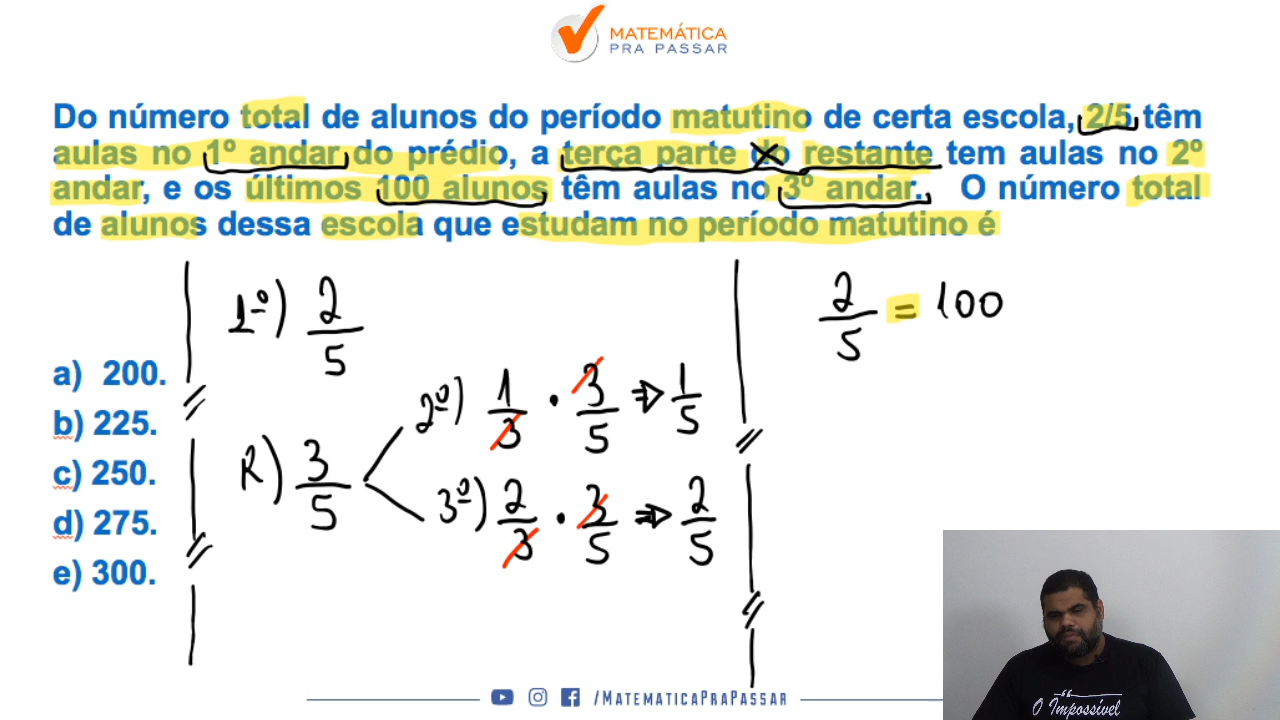 MATEMÁTICA
PRA PASSAR
Do número total de alunos do período matutino de certa escola, 2/5 têm
aulas no 1º andar do prédio, a terça parte do restante tem aulas no 2º
andar, e os últimos 100 alunos têm aulas no 3º andar.. O número total
de alunos dessa escola que estudam no período matutino é
a) 200.
b) 225.
c) 250.
d) 275.
e) 300.
1º) 2/5
R) 3/5
2º) 1/3 · 3/5 ⇒ 1/5
3º) 2/3 · 3/5 ⇒ 2/5
2/5 = 100
O Impossível
/MatematicaPraPassar